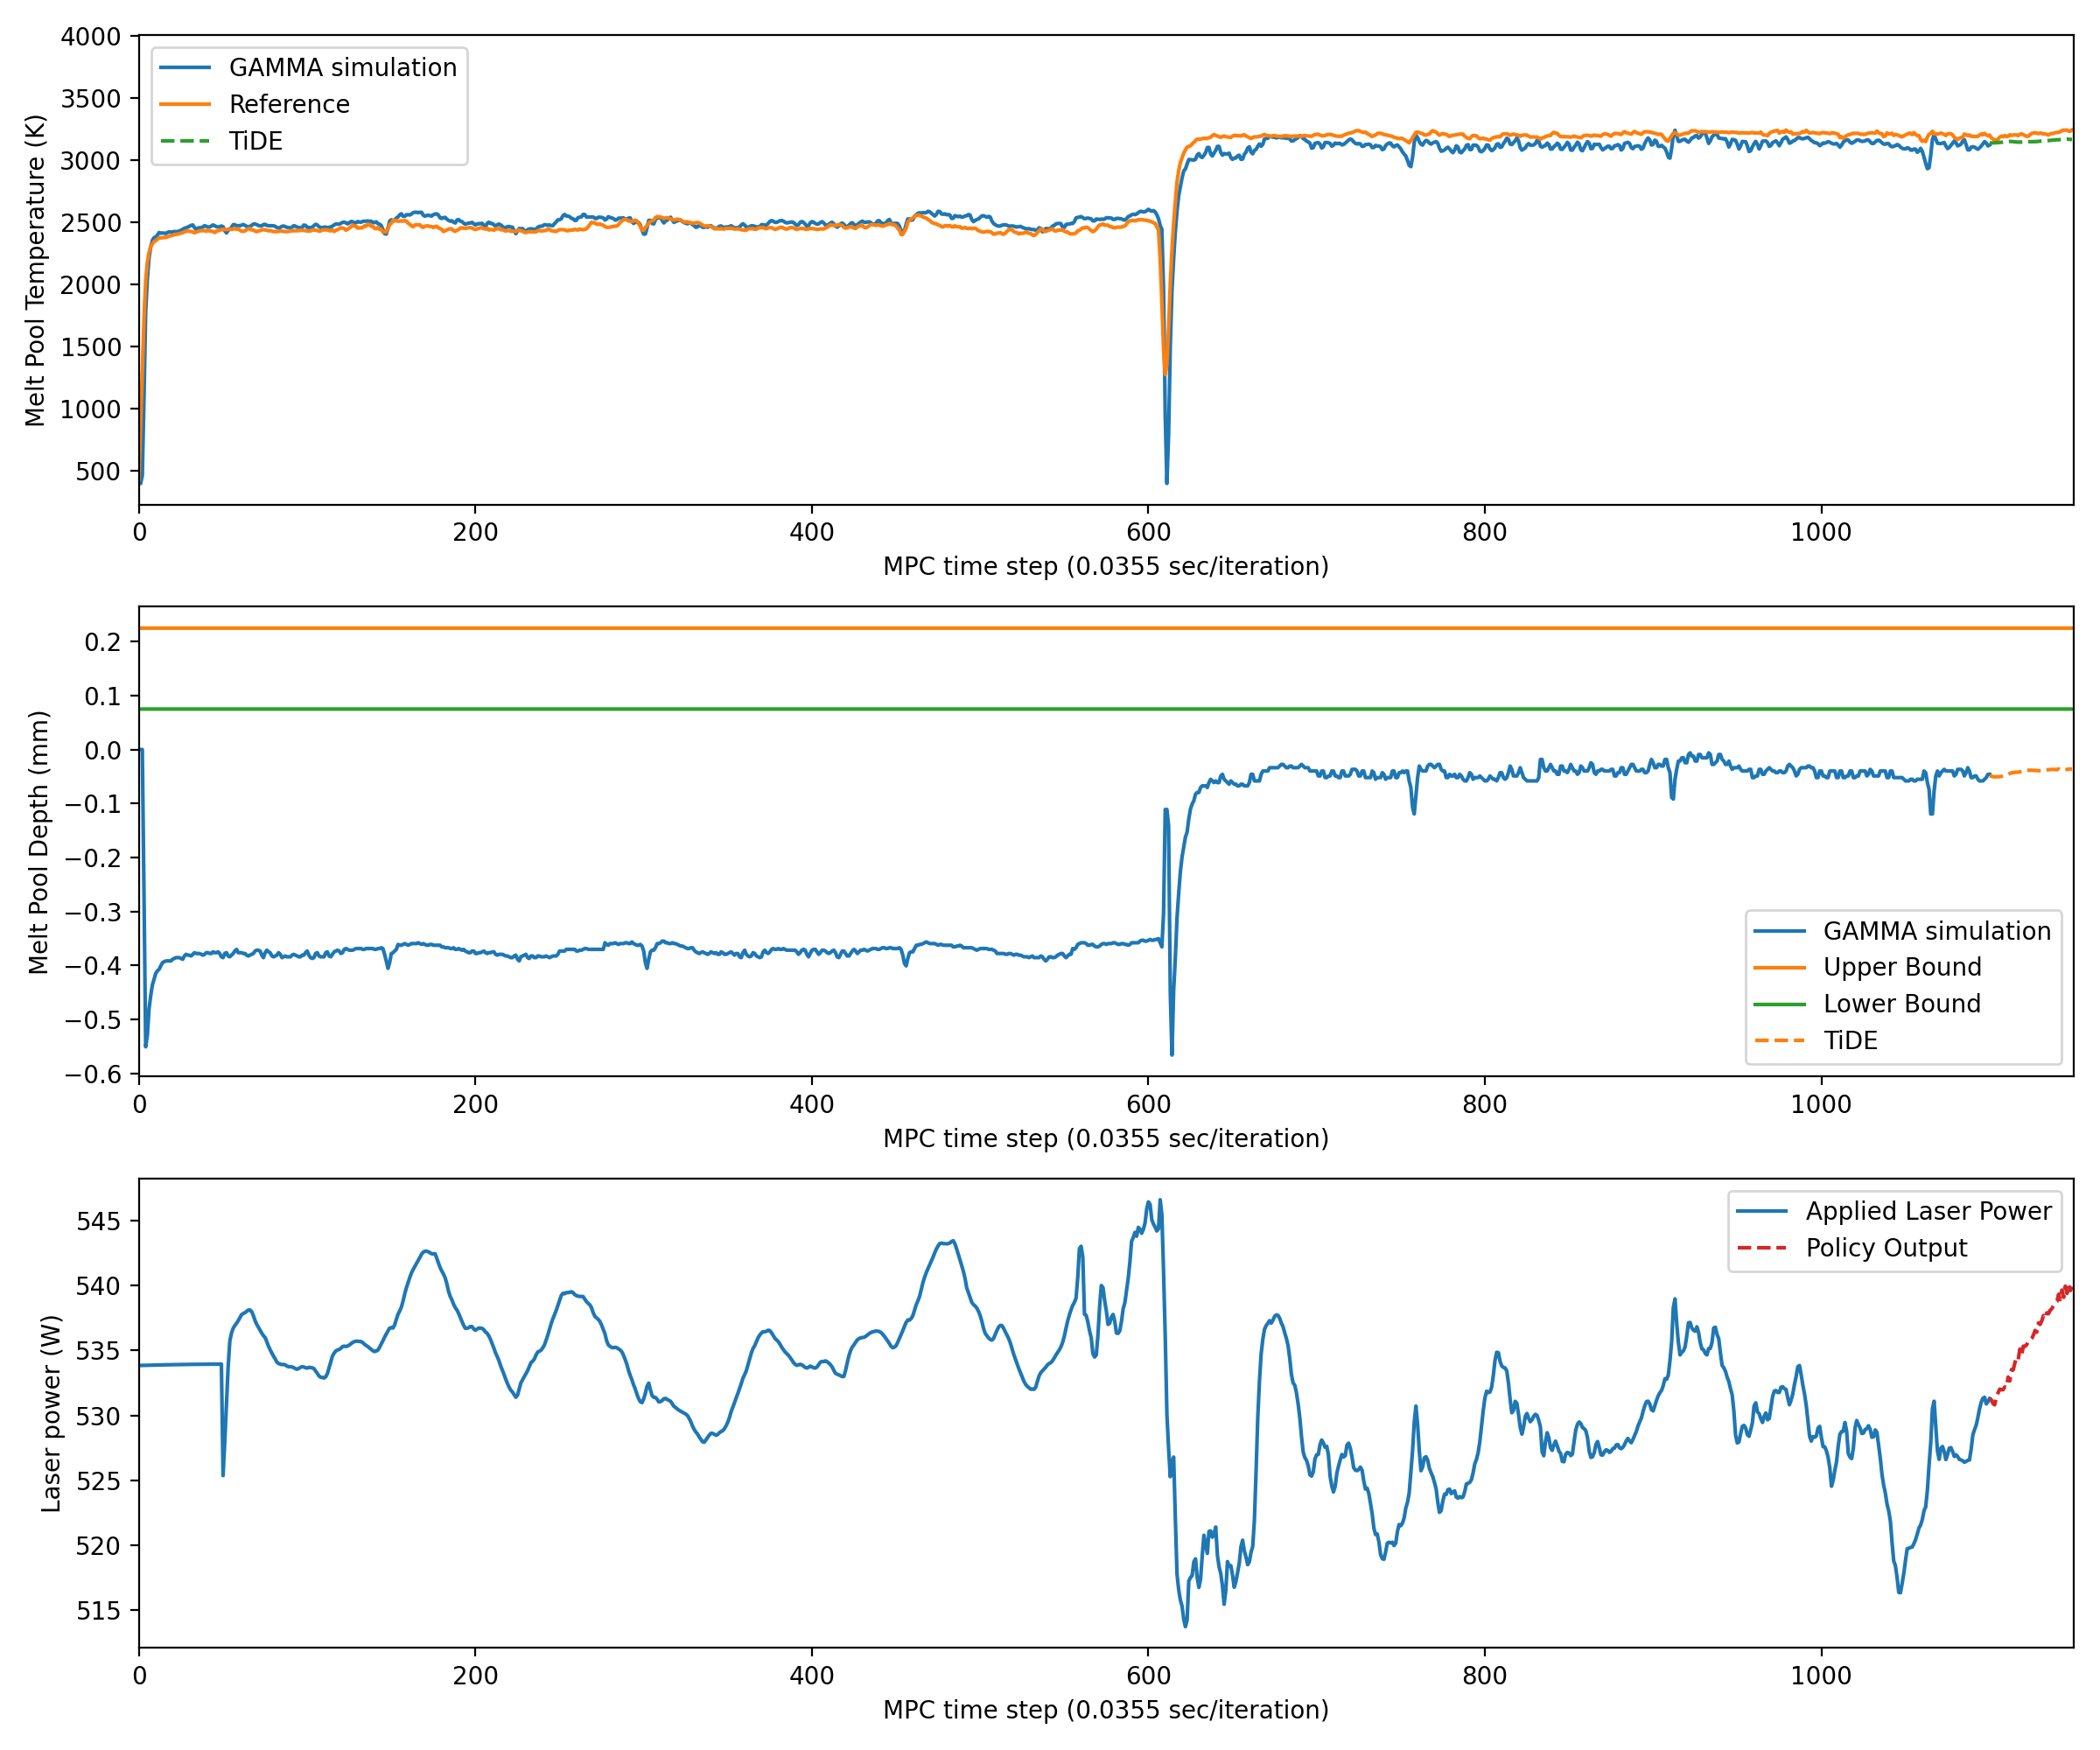 4000
3500
3000
2500
2000
1500
1000
500
Melt Pool Temperature (K)
GAMMA simulation
Reference
TiDE
0 200 400 600 800 1000
MPC time step (0.0355 sec/iteration)
0.2
0.1
0.0
−0.1
−0.2
−0.3
−0.4
−0.5
−0.6
Melt Pool Depth (mm)
GAMMA simulation
Upper Bound
Lower Bound
TiDE
0 200 400 600 800 1000
MPC time step (0.0355 sec/iteration)
545
540
535
530
525
520
515
Laser power (W)
Applied Laser Power
Policy Output
0 200 400 600 800 1000
MPC time step (0.0355 sec/iteration)